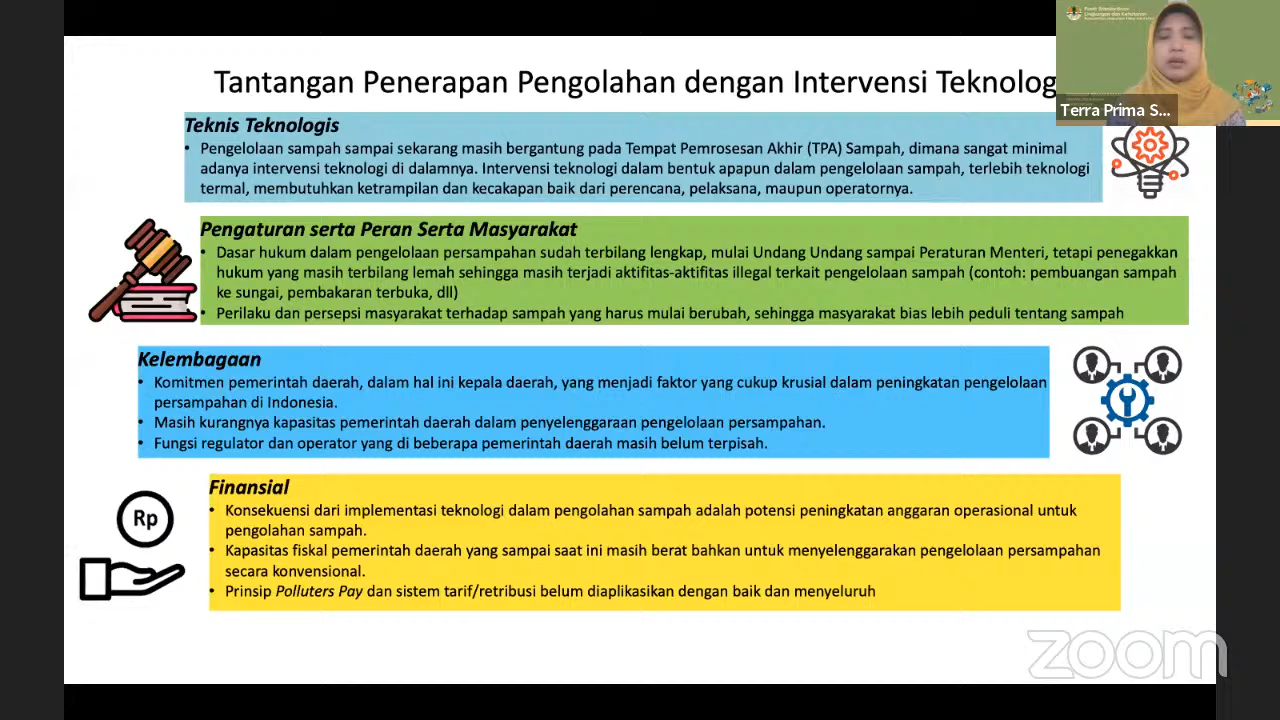 Tantangan Penerapan Pengolahan dengan Intervensi Teknolog
Terra Prima S...
Teknis Teknologis
• Pengelolaan sampah sampai sekarang masih bergantung pada Tempat Pemrosesan Akhir (TPA) Sampah, dimana sangat minimal
adanya intervensi teknologi di dalamnya. Intervensi teknologi dalam bentuk apapun dalam pengelolaan sampah, terlebih teknologi
termal, membutuhkan ketrampilan dan kecakapan baik dari perencana, pelaksana, maupun operatornya.
Pengaturan serta Peran Serta Masyarakat
• Dasar hukum dalam pengelolaan persampahan sudah terbilang lengkap, mulai Undang Undang sampai Peraturan Menteri, tetapi penegakkan
hukum yang masih terbilang lemah sehingga masih terjadi aktifitas-aktifitas illegal terkait pengelolaan sampah (contoh: pembuangan sampah
ke sungai, pembakaran terbuka, dll)
• Perilaku dan persepsi masyarakat terhadap sampah yang harus mulai berubah, sehingga masyarakat bias lebih peduli tentang sampah
Kelembagaan
• Komitmen pemerintah daerah, dalam hal ini kepala daerah, yang menjadi faktor yang cukup krusial dalam peningkatan pengelolaan
persampahan di Indonesia.
• Masih kurangnya kapasitas pemerintah daerah dalam penyelenggaraan pengelolaan persampahan.
• Fungsi regulator dan operator yang di beberapa pemerintah daerah masih belum terpisah.
Rp
Finansial
• Konsekuensi dari implementasi teknologi dalam pengolahan sampah adalah potensi peningkatan anggaran operasional untuk
pengolahan sampah.
• Kapasitas fiskal pemerintah daerah yang sampai saat ini masih berat bahkan untuk menyelenggarakan pengelolaan persampahan
secara konvensional.
• Prinsip Polluters Pay dan sistem tarif/retribusi belum diaplikasikan dengan baik dan menyeluruh
zoom